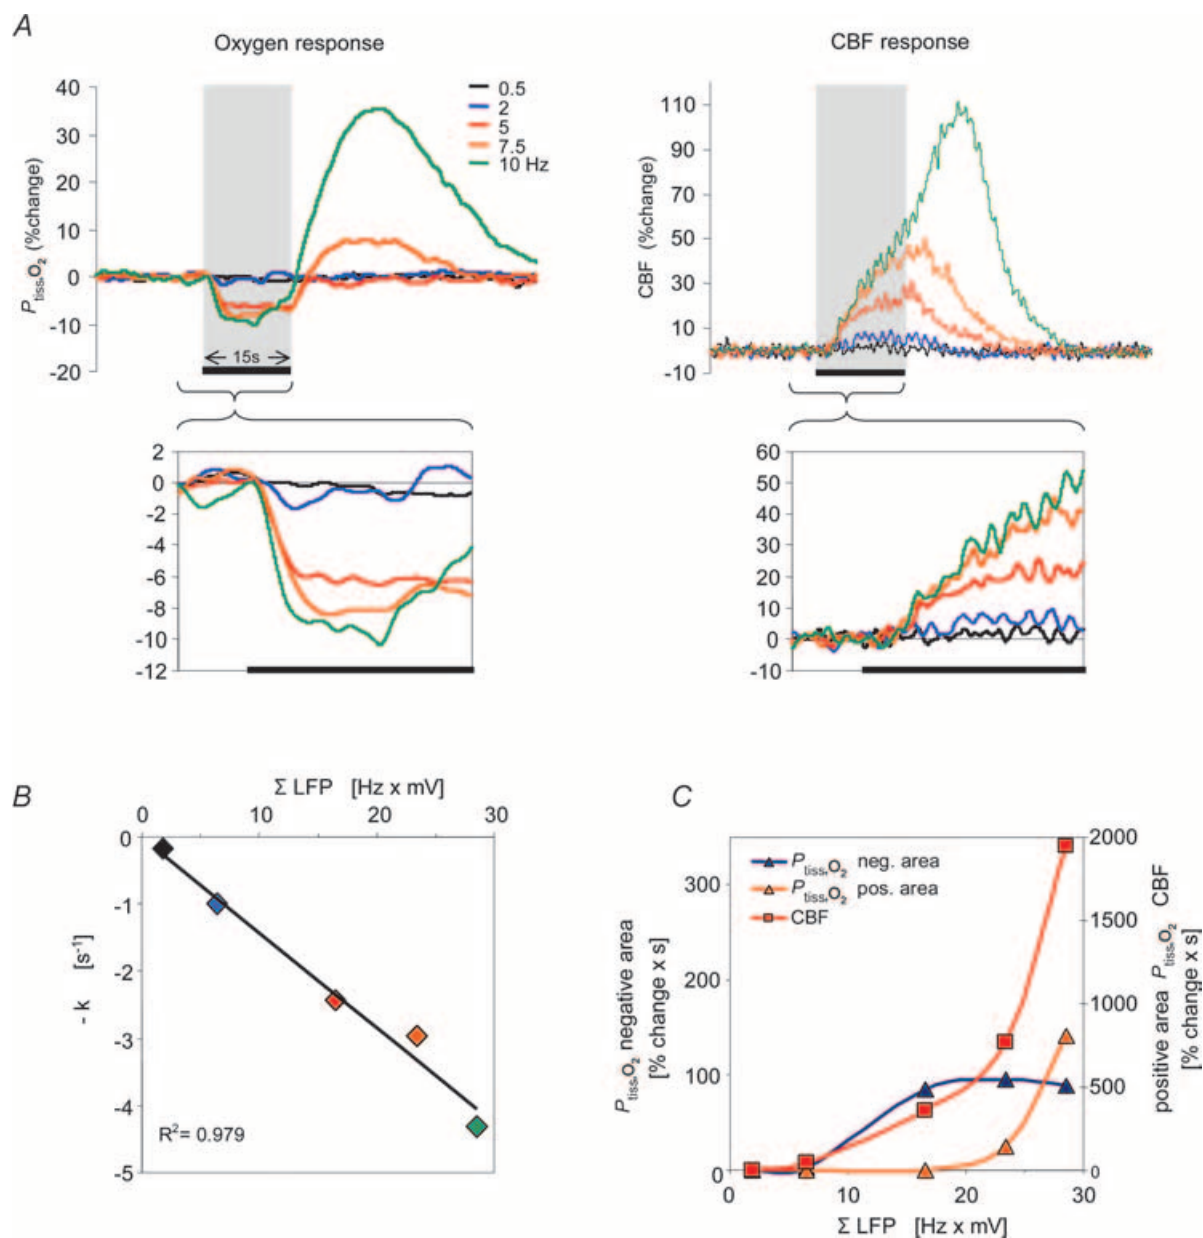 A
Oxygen response
CBF response
P tiss,O2 (%change)
40
30
20
10
0
-10
-20
0.5
2
5
7.5
10 Hz
15s
CBF (%change)
110
90
70
50
30
10
-10
2
0
-2
-4
-6
-8
-10
-12
60
50
40
30
20
10
0
-10
B
Σ LFP [Hz x mV]
0 10 20 30
- k [s-1]
0
-1
-2
-3
-4
-5
R2= 0.979
C
Ptiss,O2 negative area
[% change x s]
300
200
100
0
Ptiss,O2 neg. area
Ptiss,O2 pos. area
CBF
2000
1500
1000
500
0
positive area Ptiss,O2 CBF
[% change x s]
0 10 20 30
Σ LFP [Hz x mV]